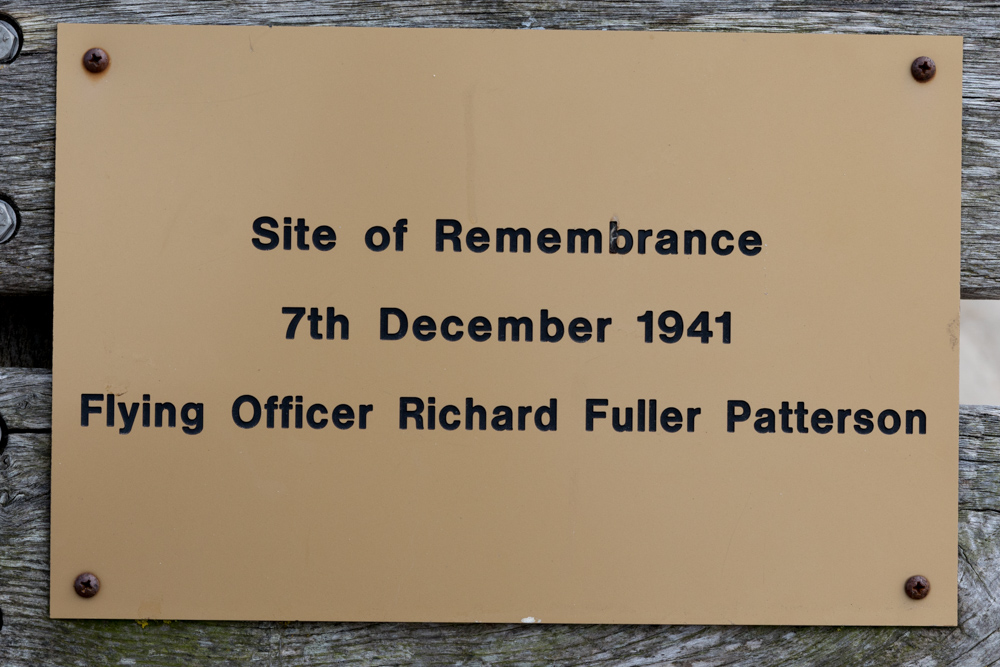 Site of Remembrance
7th December 1941
Flying Officer Richard Fuller Patterson